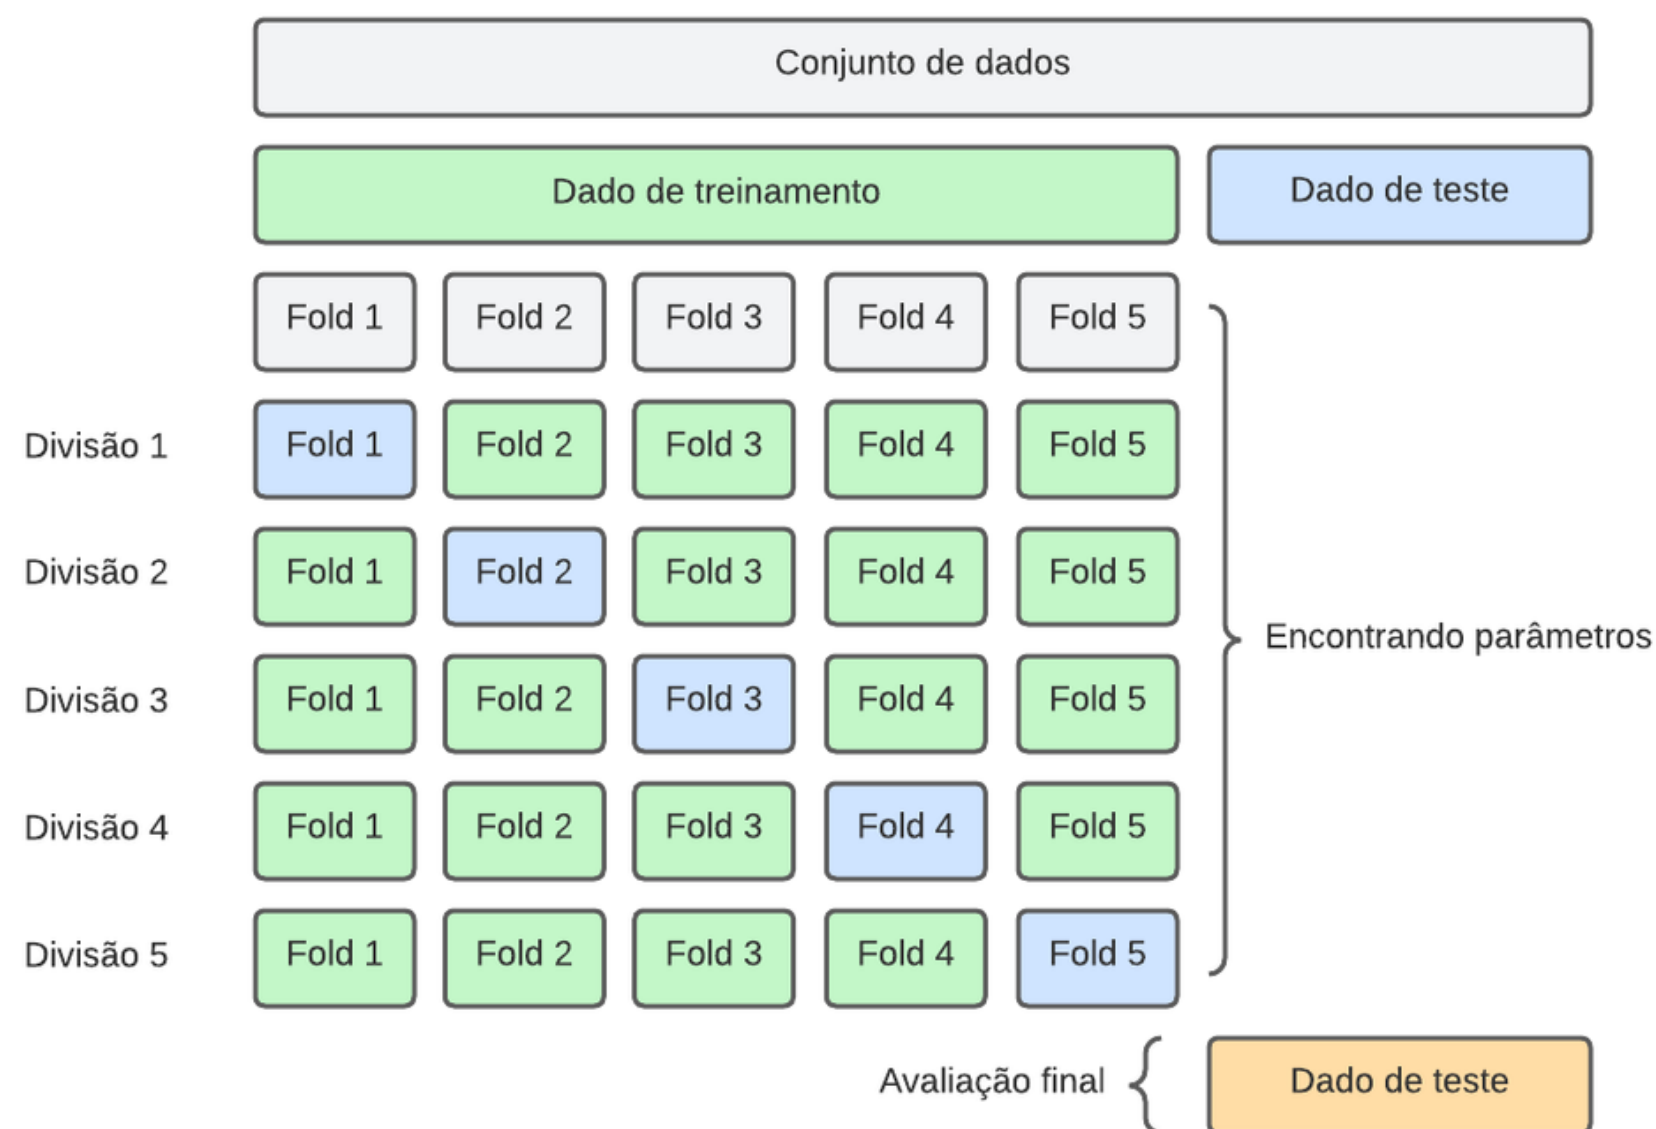 Conjunto de dados
Dado de treinamento Dado de teste
Fold 1 Fold 2 Fold 3 Fold 4 Fold 5
Divisão 1 Fold 1 Fold 2 Fold 3 Fold 4 Fold 5
Divisão 2 Fold 1 Fold 2 Fold 3 Fold 4 Fold 5
Encontrando parâmetros
Divisão 3 Fold 1 Fold 2 Fold 3 Fold 4 Fold 5
Divisão 4 Fold 1 Fold 2 Fold 3 Fold 4 Fold 5
Divisão 5 Fold 1 Fold 2 Fold 3 Fold 4 Fold 5
Avaliação final Dado de teste